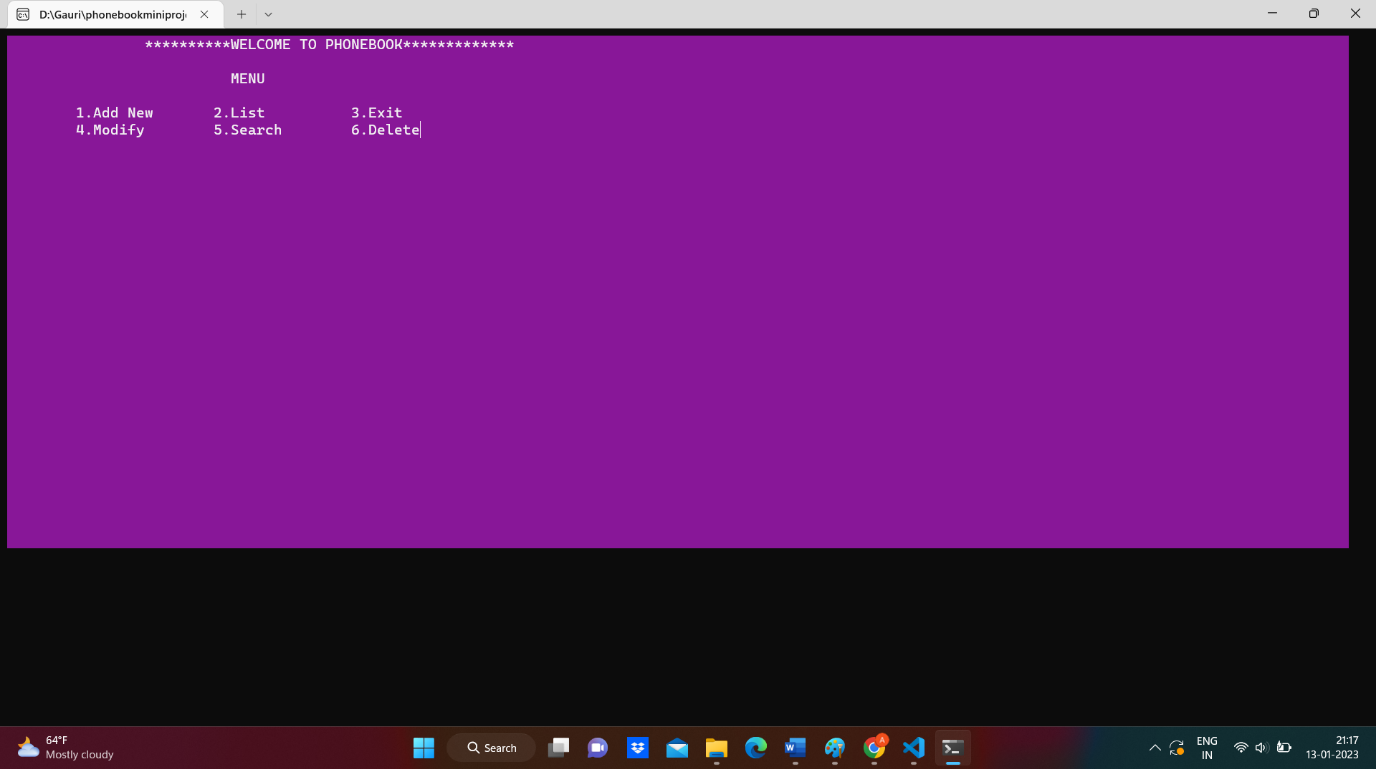 D:\Gauri\phonebookminiproj
**********WELCOME TO PHONEBOOK*************
MENU
1.Add New 2.List 3.Exit
4.Modify 5.Search 6.Delete
64°F
Mostly cloudy
Search
A
ENG
IN
21:17
13-01-2023